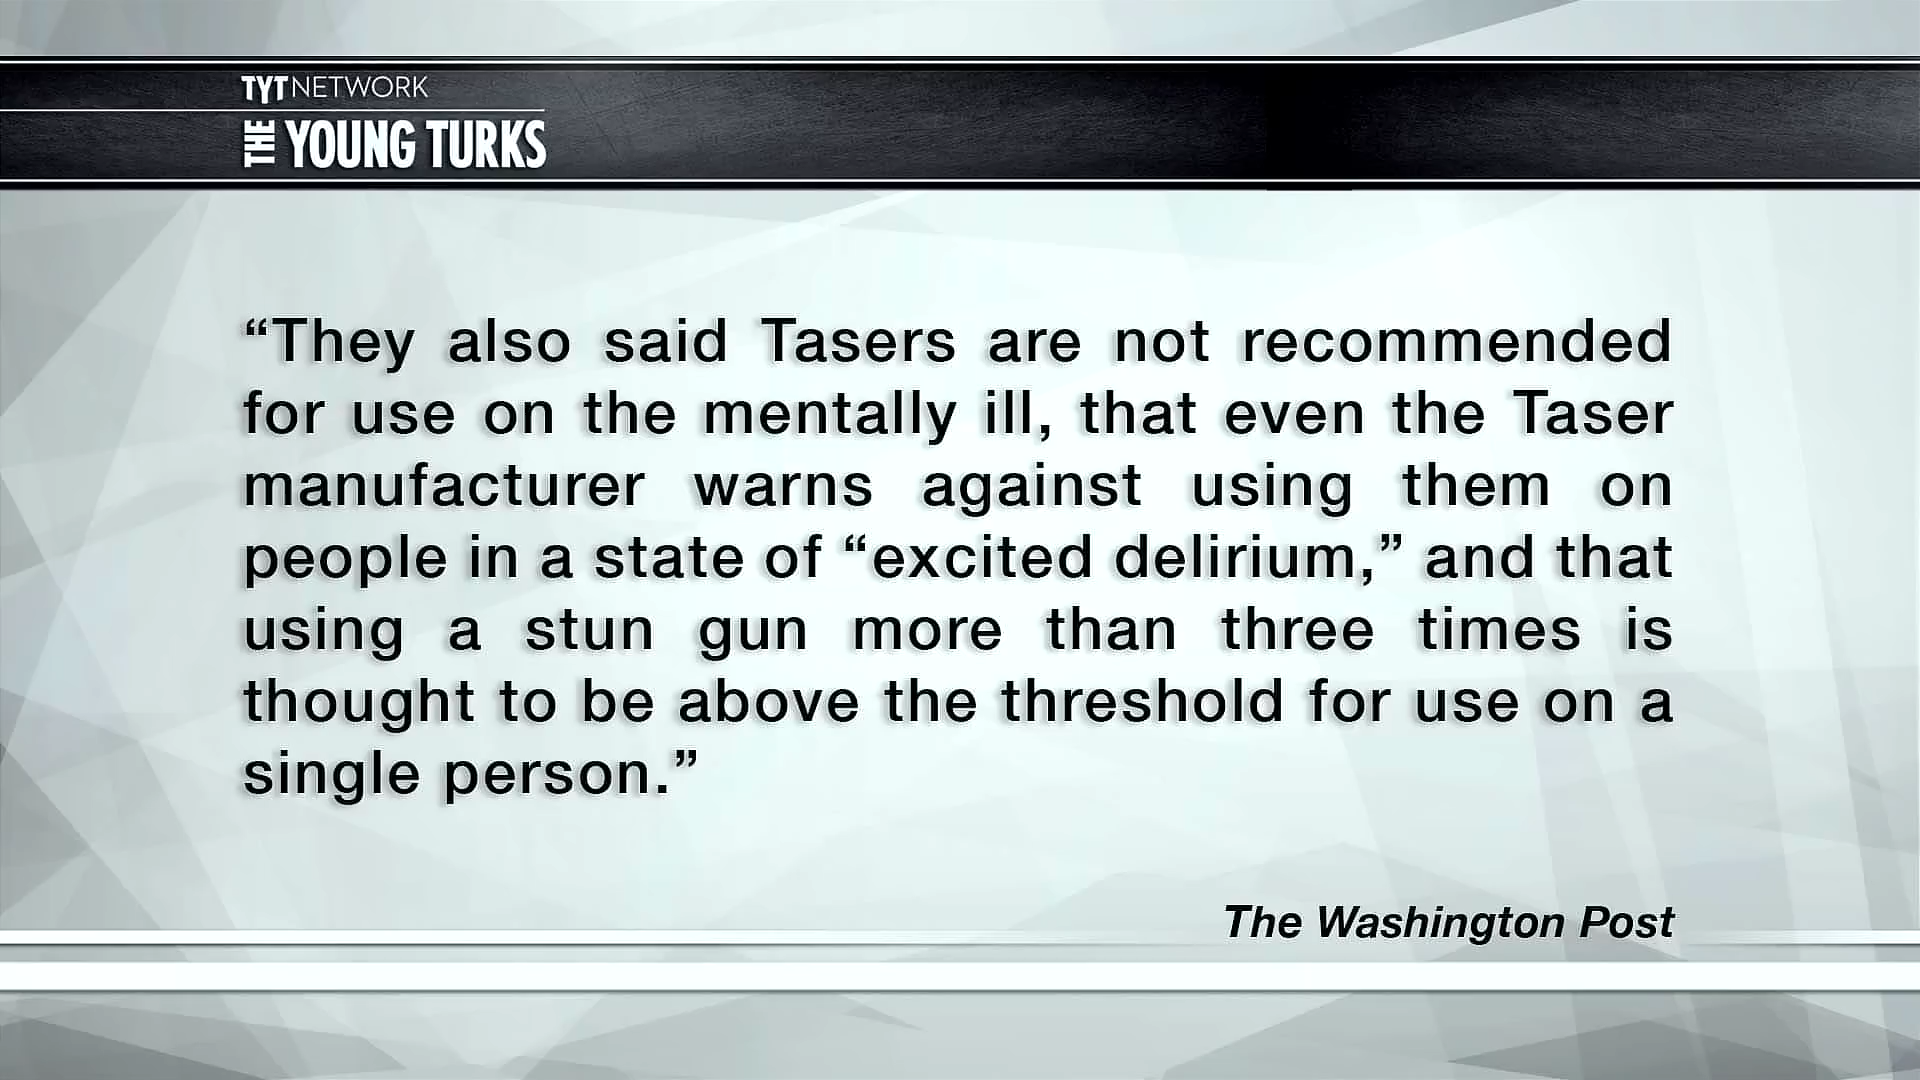 TYT NETWORK
THE YOUNG TURKS
“They also said Tasers are not recommended
for use on the mentally ill, that even the Taser
manufacturer warns against using them on
people in a state of “excited delirium,” and that
using a stun gun more than three times is
thought to be above the threshold for use on a
single person.”
The Washington Post